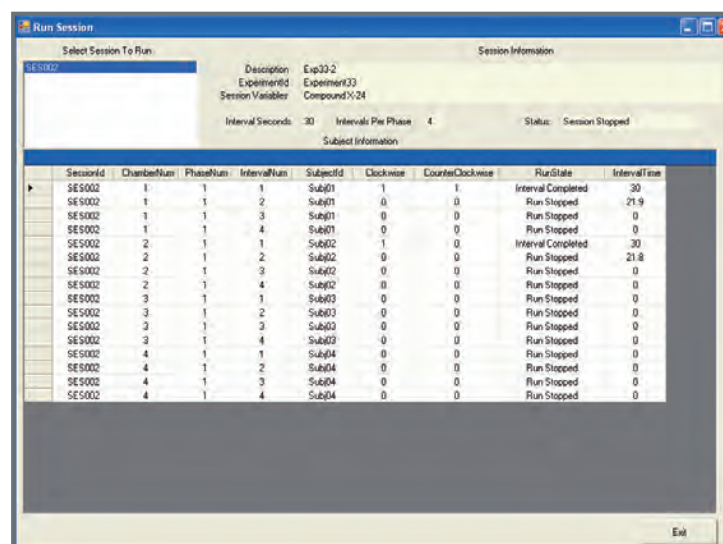 Run Session
Select Session To Run
Session Information
SES002
Description Exp33-2
ExperimentId Experiment33
Session Variables Compound X-24
Interval Seconds 30 Intervals Per Phase 4 Status Session Stopped
Subject Information
SessionId ChamberNum PhaseNum IntervalNum SubjectId Clockwise CounterClockwise RunState IntervalTime
SES002 1 1 1 Subj01 1 1 Interval Completed 30
SES002 1 1 2 Subj01 0 0 Run Stopped 21.9
SES002 1 1 3 Subj01 0 0 Run Stopped 0
SES002 1 1 4 Subj01 0 0 Run Stopped 0
SES002 2 1 1 Subj02 1 0 Interval Completed 30
SES002 2 1 2 Subj02 0 0 Run Stopped 21.8
SES002 2 1 3 Subj02 0 0 Run Stopped 0
SES002 2 1 4 Subj02 0 0 Run Stopped 0
SES002 3 1 1 Subj03 0 0 Run Stopped 0
SES002 3 1 2 Subj03 0 0 Run Stopped 0
SES002 3 1 3 Subj03 0 0 Run Stopped 0
SES002 3 1 4 Subj03 0 0 Run Stopped 0
SES002 4 1 1 Subj04 0 0 Run Stopped 0
SES002 4 1 2 Subj04 0 0 Run Stopped 0
SES002 4 1 3 Subj04 0 0 Run Stopped 0
SES002 4 1 4 Subj04 0 0 Run Stopped 0
Exit